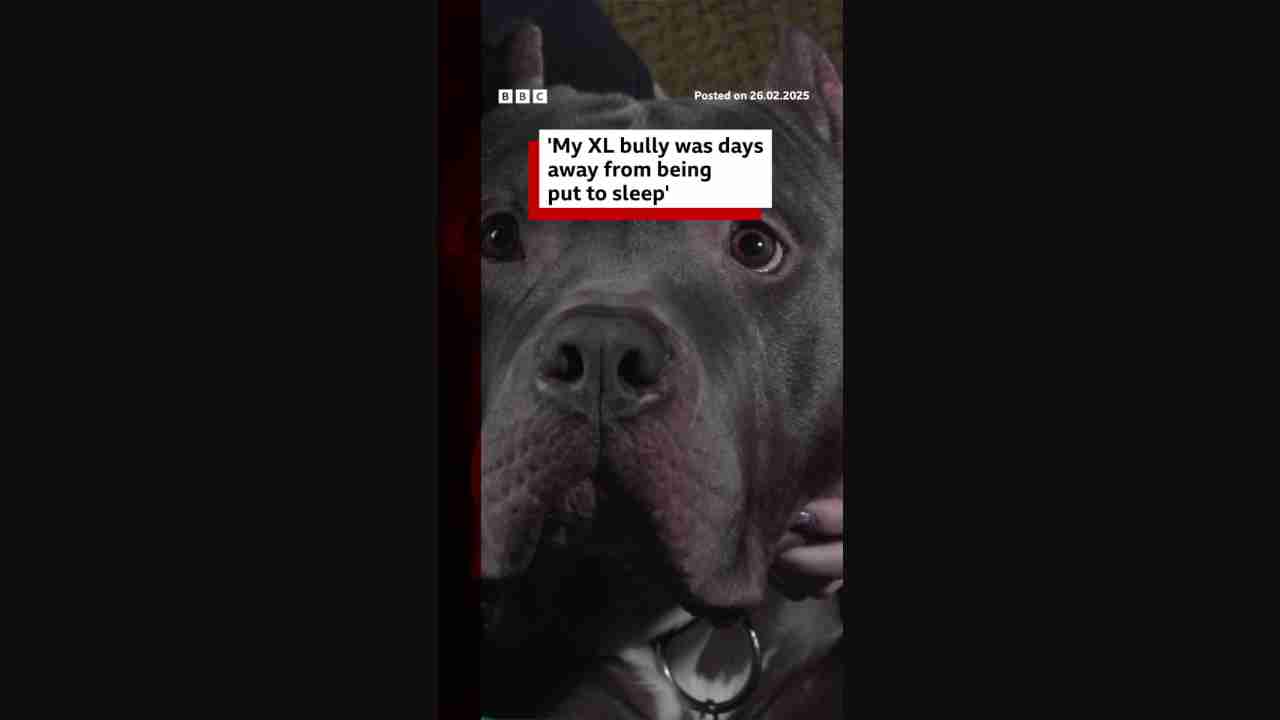 BBC
Posted on 26.02.2025
'My XL bully was days
away from being
put to sleep'